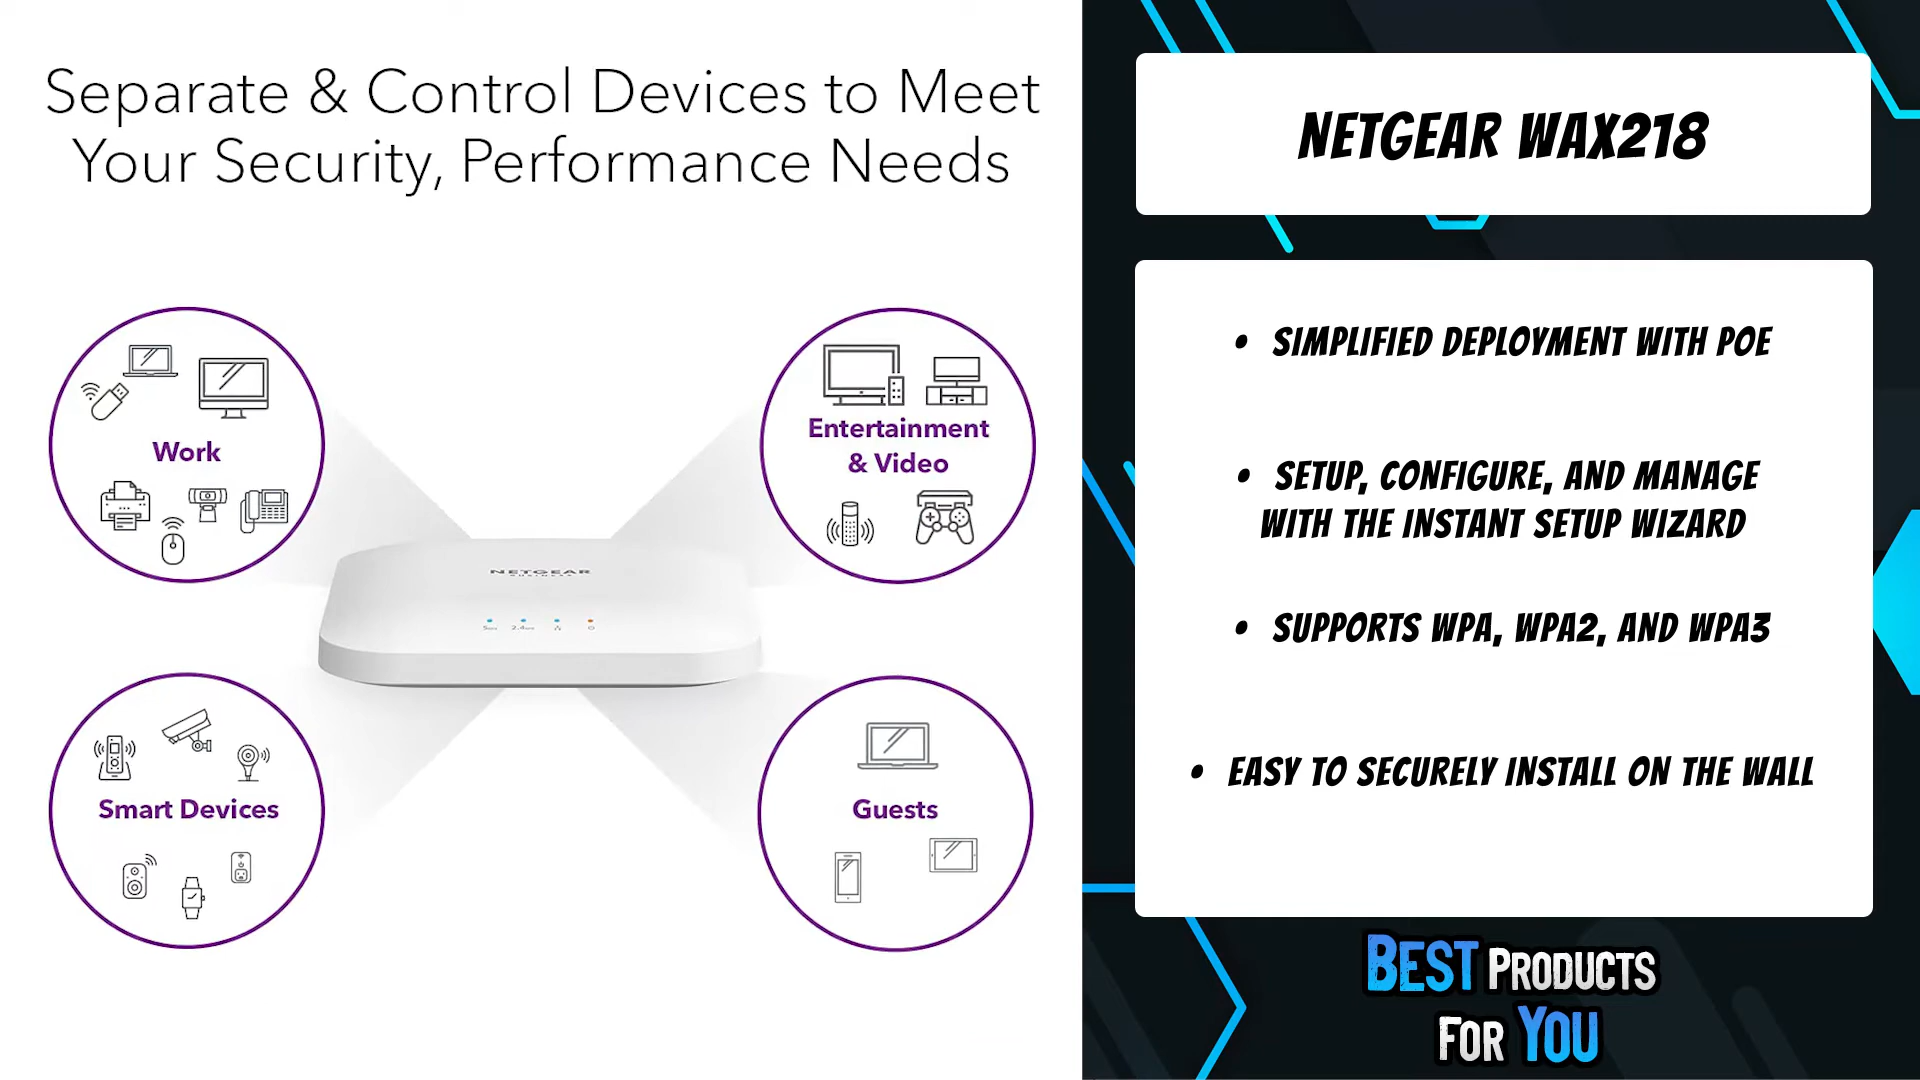 Separate & Control Devices to Meet
Your Security, Performance Needs
Work
Entertainment
& Video
NETGEAR
BUSINESS
Smart Devices
Guests
NETGEAR WAX218
• SIMPLIFIED DEPLOYMENT WITH POE
• SETUP, CONFIGURE, AND MANAGE
WITH THE INSTANT SETUP WIZARD
• SUPPORTS WPA, WPA2, AND WPA3
• EASY TO SECURELY INSTALL ON THE WALL
BEST PRODUCTS
FOR YOU